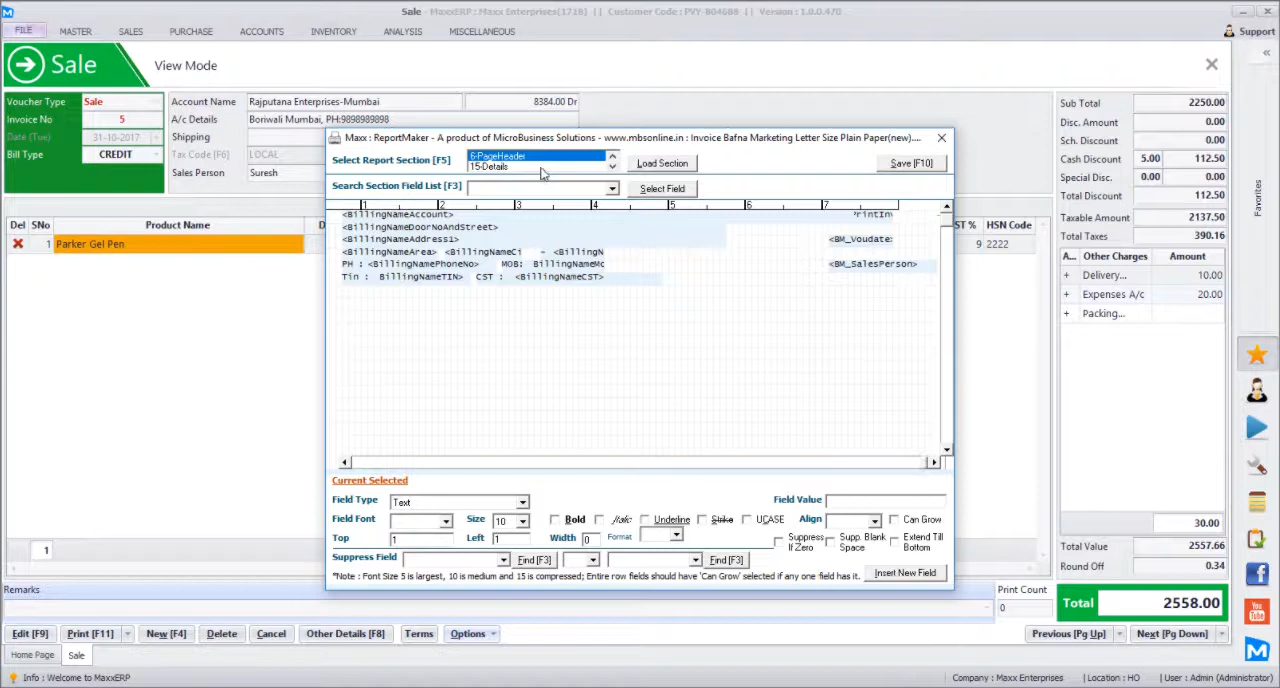 Sale - MaxxERP : Maxx Enterprises(1718) || Customer Code : PVY-B04688 || Version : 1.0.0.470
FILE MASTER SALES PURCHASE ACCOUNTS INVENTORY ANALYSIS MISCELLANEOUS Support
Sale View Mode
Voucher Type Sale Account Name Rajputana Enterprises-Mumbai 8384.00 Dr
Invoice No 5 A/c Details Boriwali Mumbai, PH:9898989898
Date (Tue) 31-10-2017 Shipping
Bill Type CREDIT Tax Code [F6] LOCAL
Sales Person Suresh
Del SNo Product Name ST % HSN Code
1 Parker Gel Pen 9 2222
1
Maxx : ReportMaker - A product of MicroBusiness Solutions - www.mbsonline.in : Invoice Bafna Marketing Letter Size Plain Paper(new)....
Select Report Section [F5] 6-PageHeader Load Section Save [F10]
15-Details
Search Section Field List [F3] Select Field
1 2 3 4 5 6 7
<BillingNameAccount>
<BillingNameDoorNoAndStreet>
<BillingNameAddress1> <BM_Voudate>
<BillingNameArea> <BillingNameCi - <BillingN
PH : <BillingNamePhoneNo> MOB: BillingNameMc <BM_SalesPerson>
Tin : BillingNameTIN> CST : <BillingNameCST>
Current Selected
Field Type Text Field Value
Field Font Size 10 Bold Italic Underline Strike UCASE Align Can Grow
Top 1 Left 1 Width 0 Format Suppress If Zero Supp. Blank Space Extend Till Bottom
Suppress Field Find [F3] Find [F3]
*Note : Font Size 5 is largest, 10 is medium and 15 is compressed; Entire row fields should have 'Can Grow' selected if any one field has it. Insert New Field
Sub Total 2250.00
Disc. Amount 0.00
Sch. Discount 0.00
Cash Discount 5.00 112.50
Special Disc. 0.00 0.00
Total Discount 112.50
Taxable Amount 2137.50
Total Taxes 390.16
A... Other Charges Amount
+ Delivery... 10.00
+ Expenses A/c 20.00
+ Packing...
30.00
Total Value 2557.66
Round Off 0.34
Total 2558.00
Favorites
You Tube
Remarks Print Count
0
Edit [F9] Print [F11] New [F4] Delete Cancel Other Details [F8] Terms Options Previous [Pg Up] Next [Pg Down]
Home Page Sale
Info : Welcome to MaxxERP Company : Maxx Enterprises | Location : HO | User : Admin (Administrator)